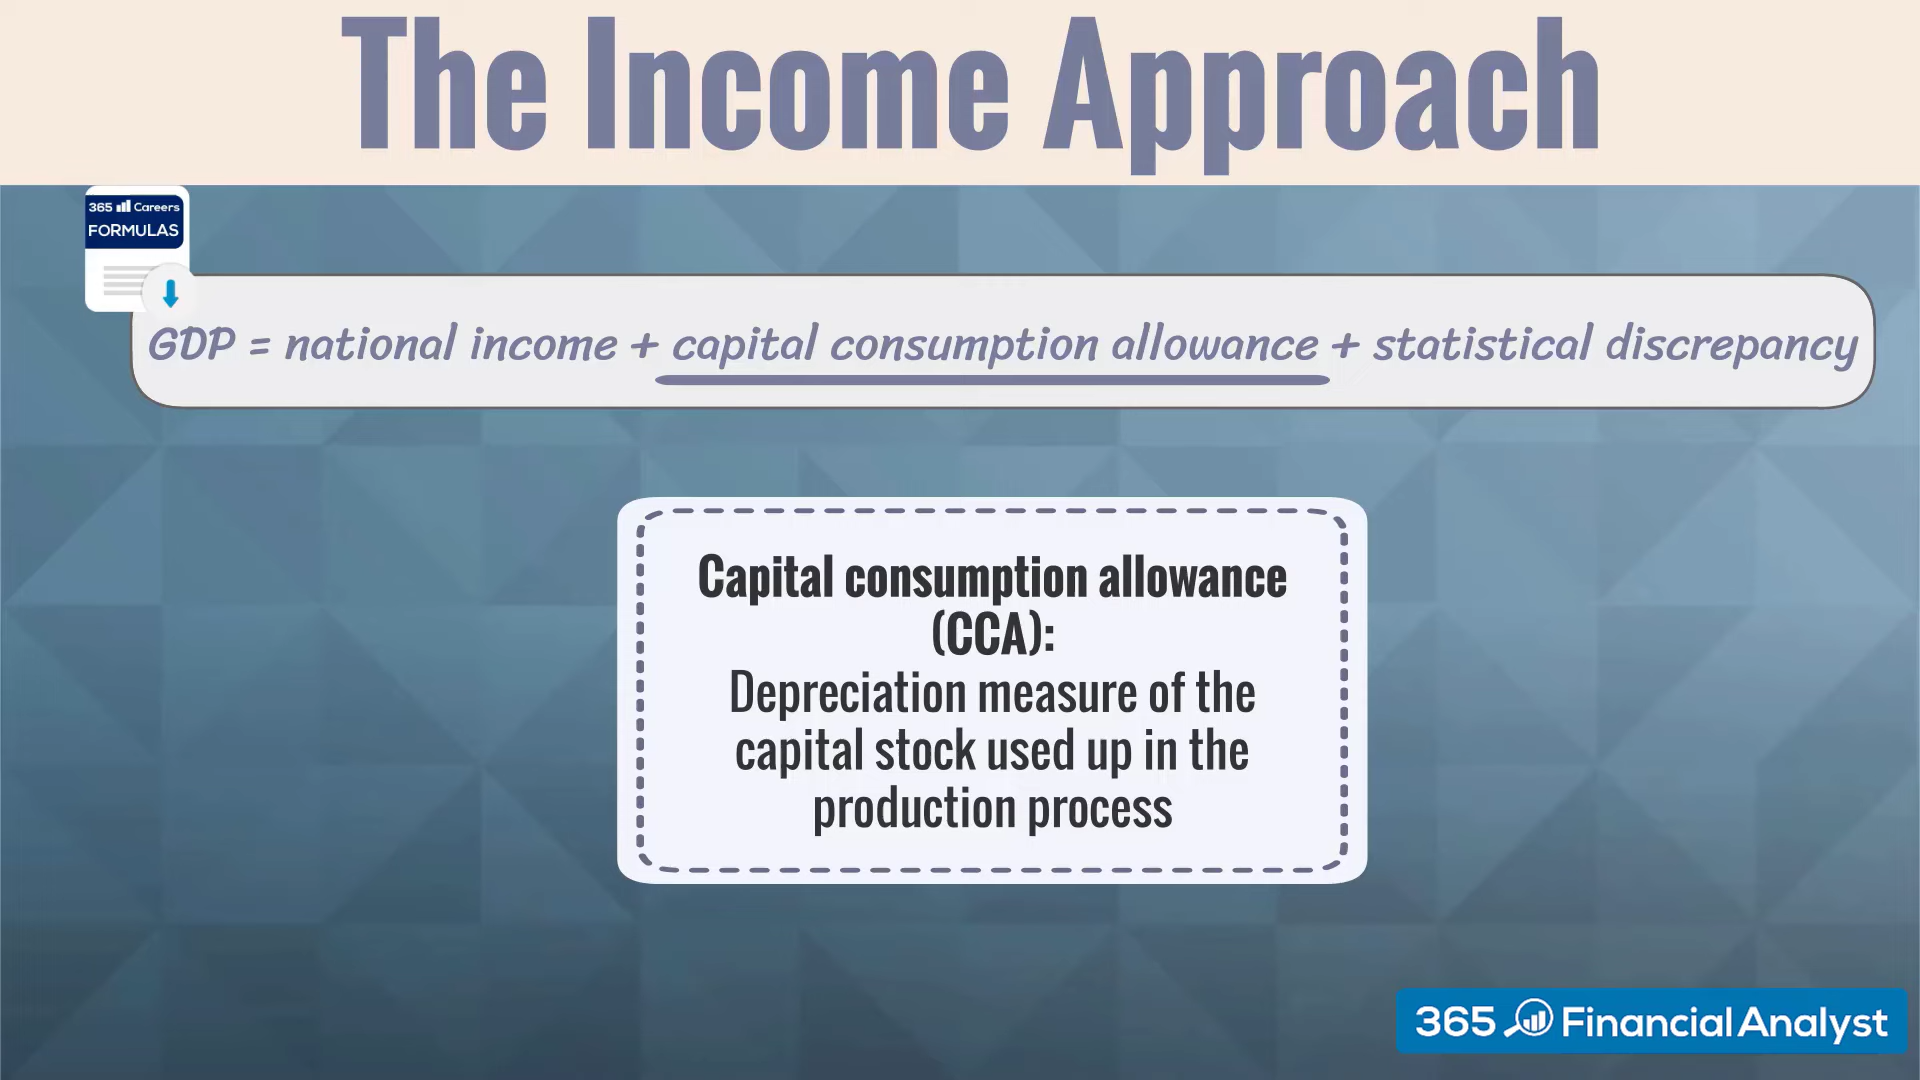 The Income Approach
365 Careers
FORMULAS
GDP = national income + capital consumption allowance + statistical discrepancy
Capital consumption allowance
(CCA):
Depreciation measure of the
capital stock used up in the
production process
365 Financial Analyst